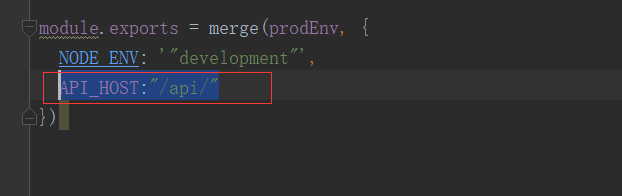 module.exports = merge(prodEnv, {
NODE_ENV: '"development"',
API_HOST:"/api/"
})